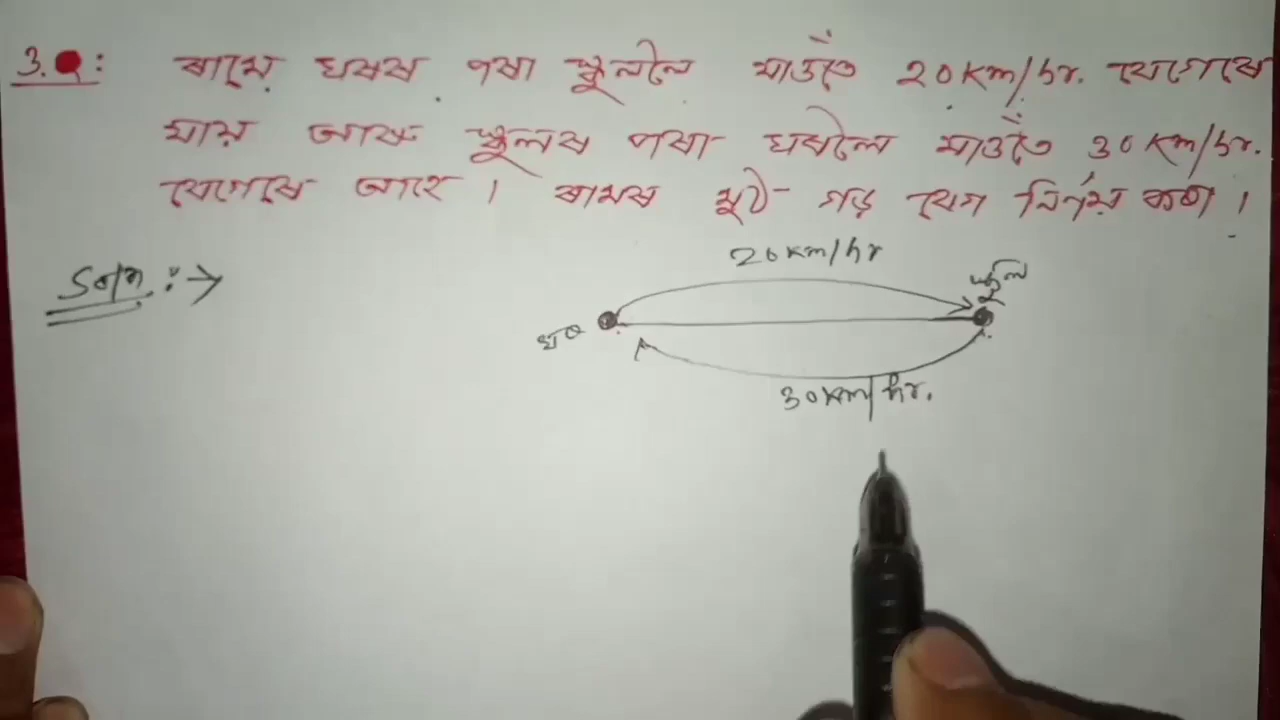 3.Q: ৰামে ঘৰৰ পৰা স্কুললৈ যাওঁতে 20km/hr. বেগেৰে
যায় আৰু স্কুলৰ পৰা ঘৰলৈ যাওঁতে 30km/hr.
বেগেৰে আহে । ৰামৰ মুঠ গড় বেগ নিৰ্ণয় কৰা ।
Soln :→
20km/hr
স্কুল
ঘৰ
30km/hr.